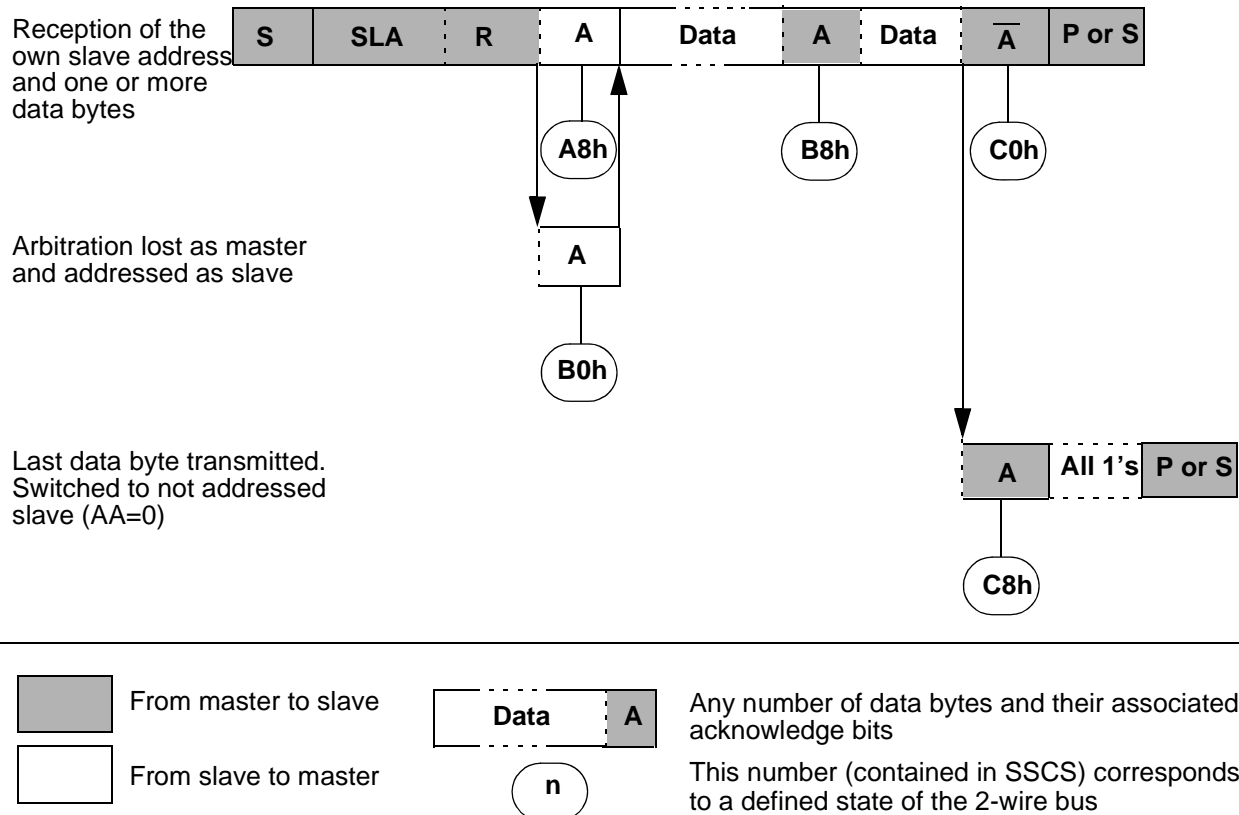 Reception of the
own slave address
and one or more
data bytes
S SLA R A Data A Data A̅ P or S
A8h B8h C0h
Arbitration lost as master
and addressed as slave
A
B0h
Last data byte transmitted.
Switched to not addressed
slave (AA=0)
A All 1's P or S
C8h
From master to slave
From slave to master
Data A
n
Any number of data bytes and their associated
acknowledge bits
This number (contained in SSCS) corresponds
to a defined state of the 2-wire bus